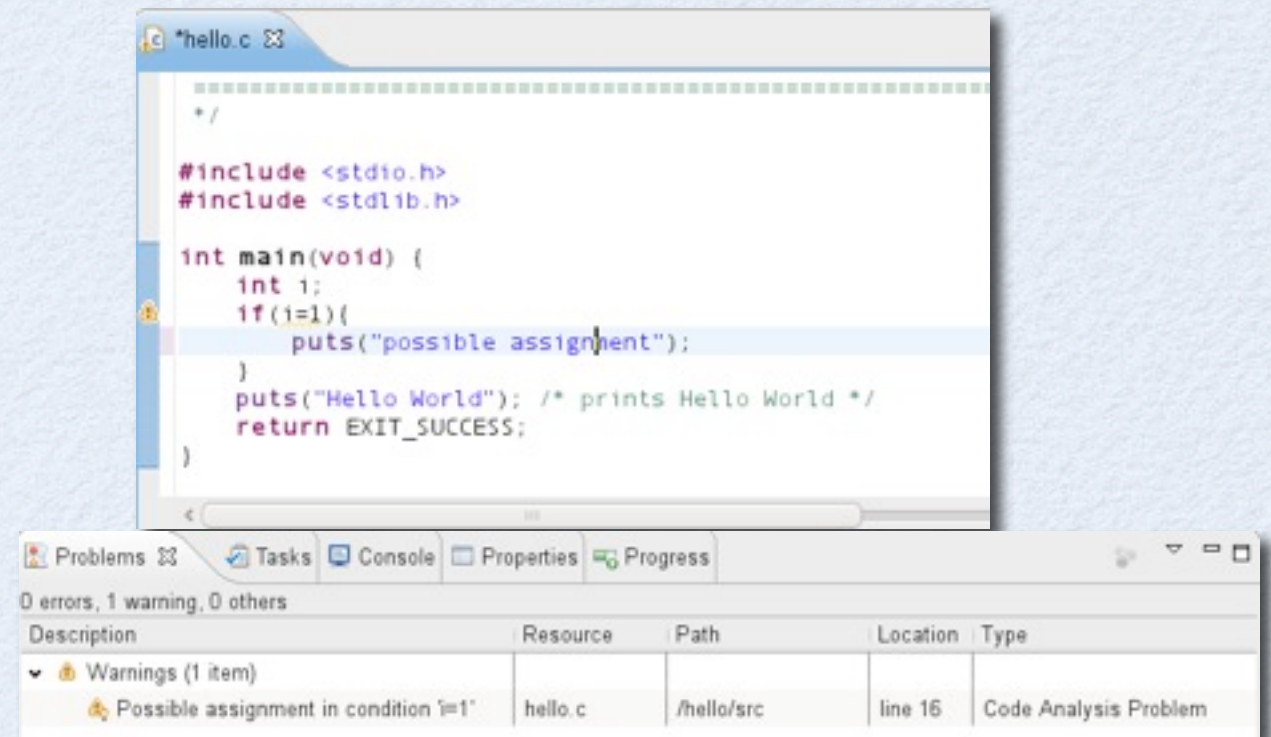 *hello.c
*/
#include <stdio.h>
#include <stdlib.h>
int main(void) {
int i;
if(i=1){
puts("possible assignment");
}
puts("Hello World"); /* prints Hello World */
return EXIT_SUCCESS;
}
Problems Tasks Console Properties Progress
0 errors, 1 warning, 0 others
Description Resource Path Location Type
Warnings (1 item)
Possible assignment in condition 'i=1' hello.c /hello/src line 16 Code Analysis Problem